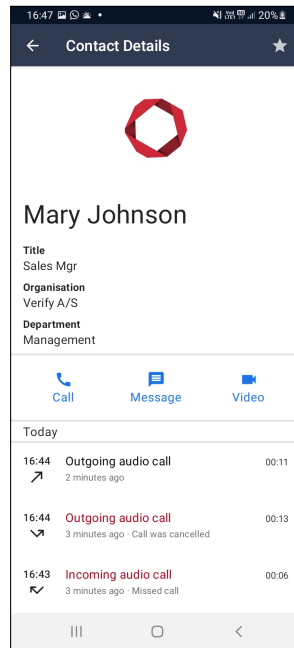 16:47 20%
Contact Details
Mary Johnson
Title
Sales Mgr
Organisation
Verify A/S
Department
Management
Call Message Video
Today
16:44 Outgoing audio call 00:11
2 minutes ago
16:44 Outgoing audio call 00:13
3 minutes ago · Call was cancelled
16:43 Incoming audio call 00:06
3 minutes ago · Missed call